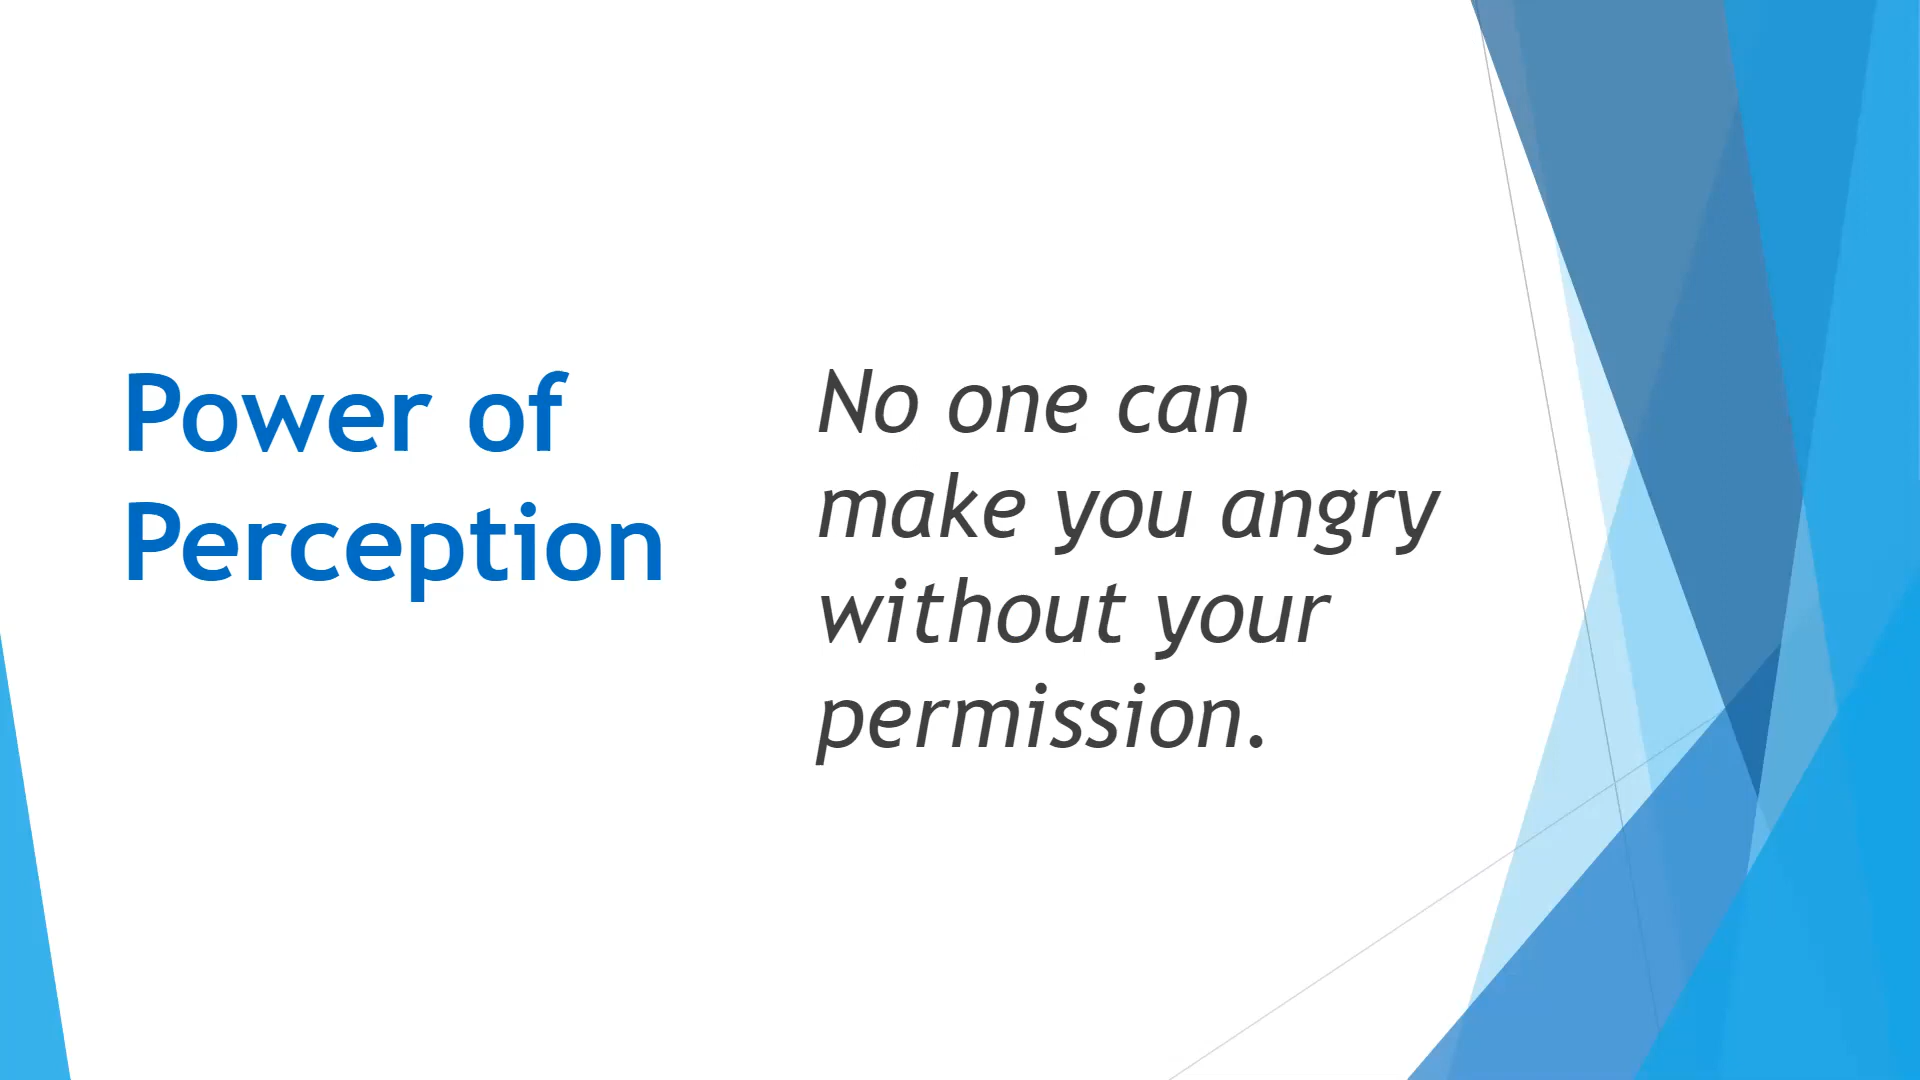 Power of
Perception
No one can
make you angry
without your
permission.